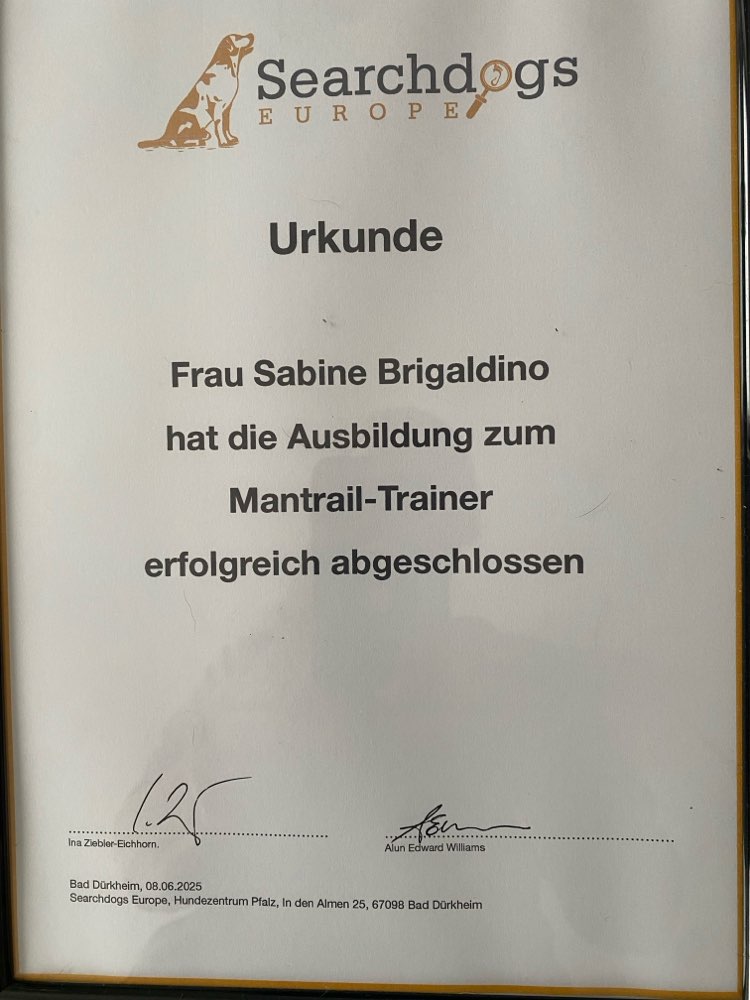 Searchdogs
EUROPE
Urkunde
Frau Sabine Brigaldino
hat die Ausbildung zum
Mantrail-Trainer
erfolgreich abgeschlossen
Ina Ziebler-Eichhorn.
Alun Edward Williams
Bad Dürkheim, 08.06.2025
Searchdogs Europe, Hundezentrum Pfalz, In den Almen 25, 67098 Bad Dürkheim